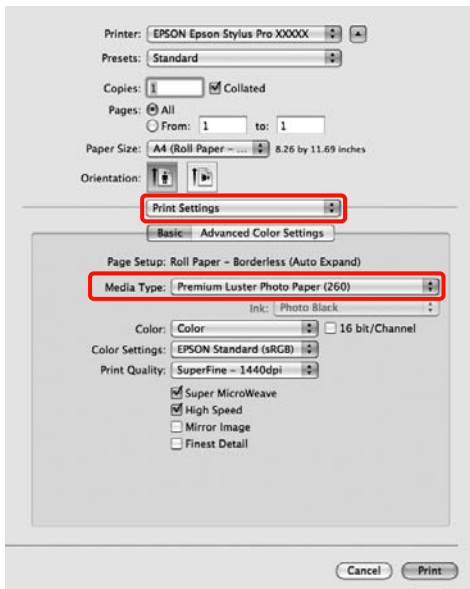 Printer: EPSON Epson Stylus Pro XXXXX
Presets: Standard
Copies: 1 Collated
Pages: All
From: 1 to: 1
Paper Size: A4 (Roll Paper – ... 8.26 by 11.69 inches
Orientation:
Print Settings
Basic Advanced Color Settings
Page Setup: Roll Paper – Borderless (Auto Expand)
Media Type: Premium Luster Photo Paper (260)
Ink: Photo Black
Color: Color 16 bit/Channel
Color Settings: EPSON Standard (sRGB)
Print Quality: SuperFine – 1440dpi
Super MicroWeave
High Speed
Mirror Image
Finest Detail
Cancel Print